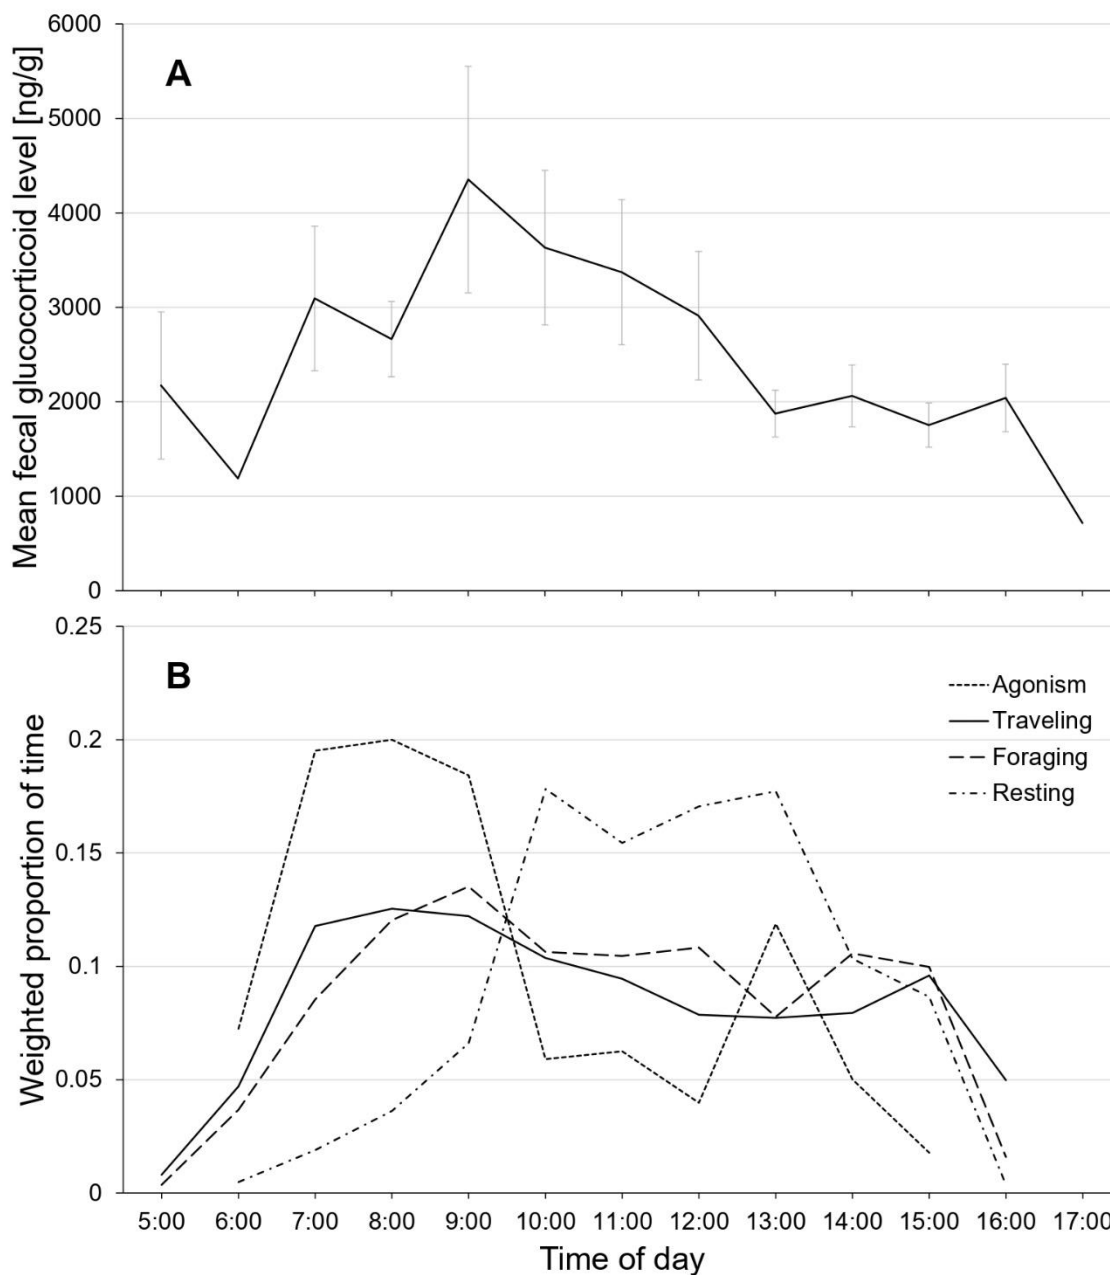 6000
A
5000
4000
3000
2000
1000
0
Mean fecal glucocorticoid level [ng/g]
0.25
B
Agonism
Traveling
Foraging
Resting
0.2
0.15
0.1
0.05
0
Weighted proportion of time
5:00 6:00 7:00 8:00 9:00 10:00 11:00 12:00 13:00 14:00 15:00 16:00 17:00
Time of day